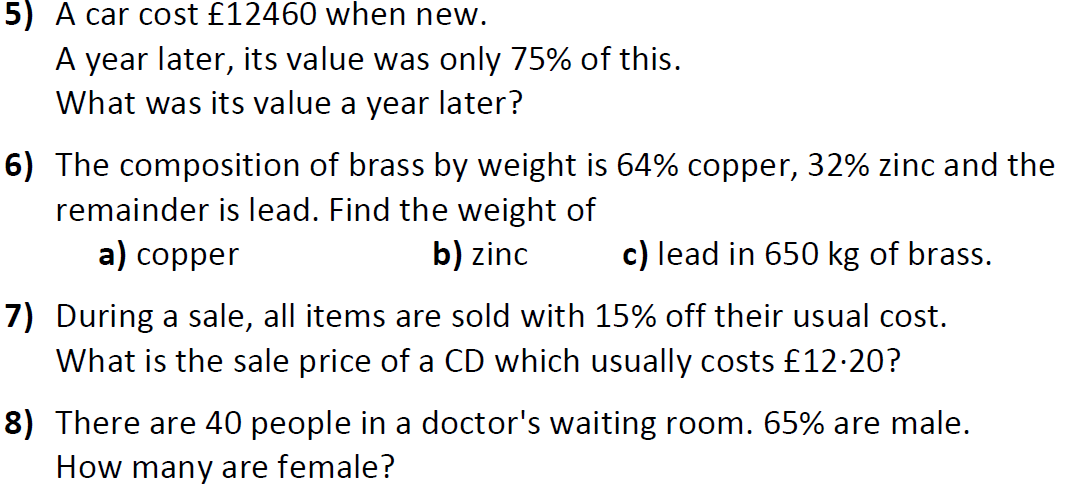 5) A car cost £12460 when new.
A year later, its value was only 75% of this.
What was its value a year later?
6) The composition of brass by weight is 64% copper, 32% zinc and the
remainder is lead. Find the weight of
a) copper b) zinc c) lead in 650 kg of brass.
7) During a sale, all items are sold with 15% off their usual cost.
What is the sale price of a CD which usually costs £12·20?
8) There are 40 people in a doctor's waiting room. 65% are male.
How many are female?